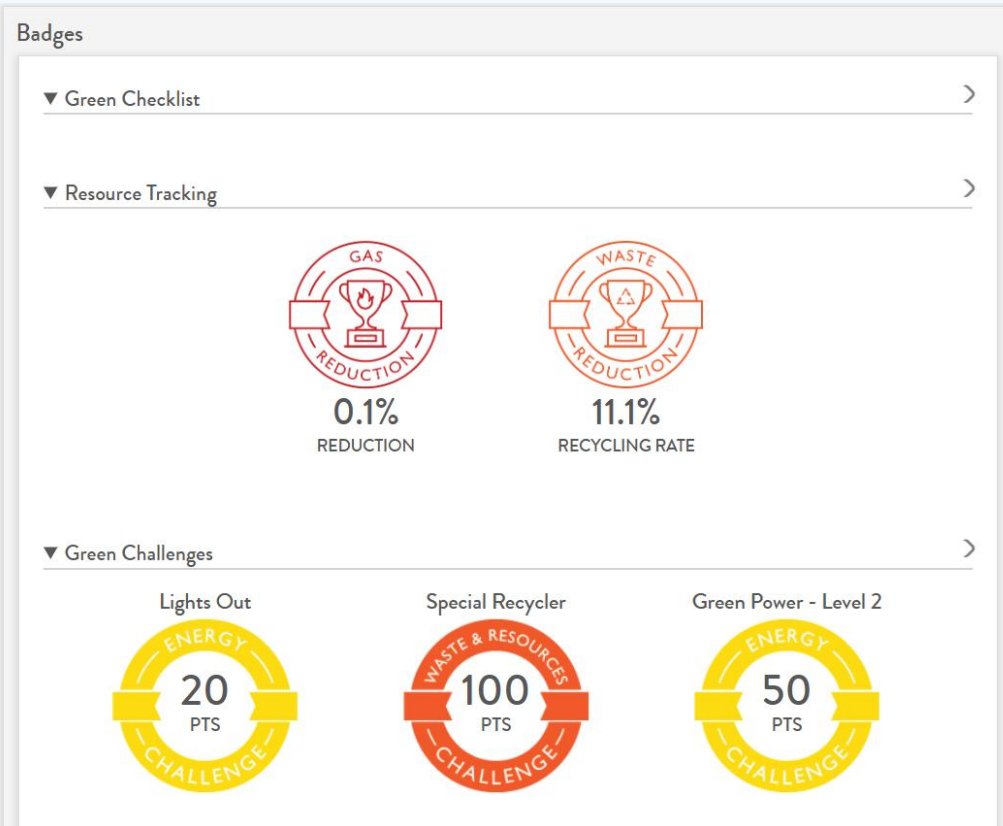 Badges
▼ Green Checklist
▼ Resource Tracking
GAS
REDUCTION
0.1%
REDUCTION
WASTE
REDUCTION
11.1%
RECYCLING RATE
▼ Green Challenges
Lights Out
ENERGY
20
PTS
CHALLENGE
Special Recycler
WASTE & RESOURCES
100
PTS
CHALLENGE
Green Power - Level 2
ENERGY
50
PTS
CHALLENGE